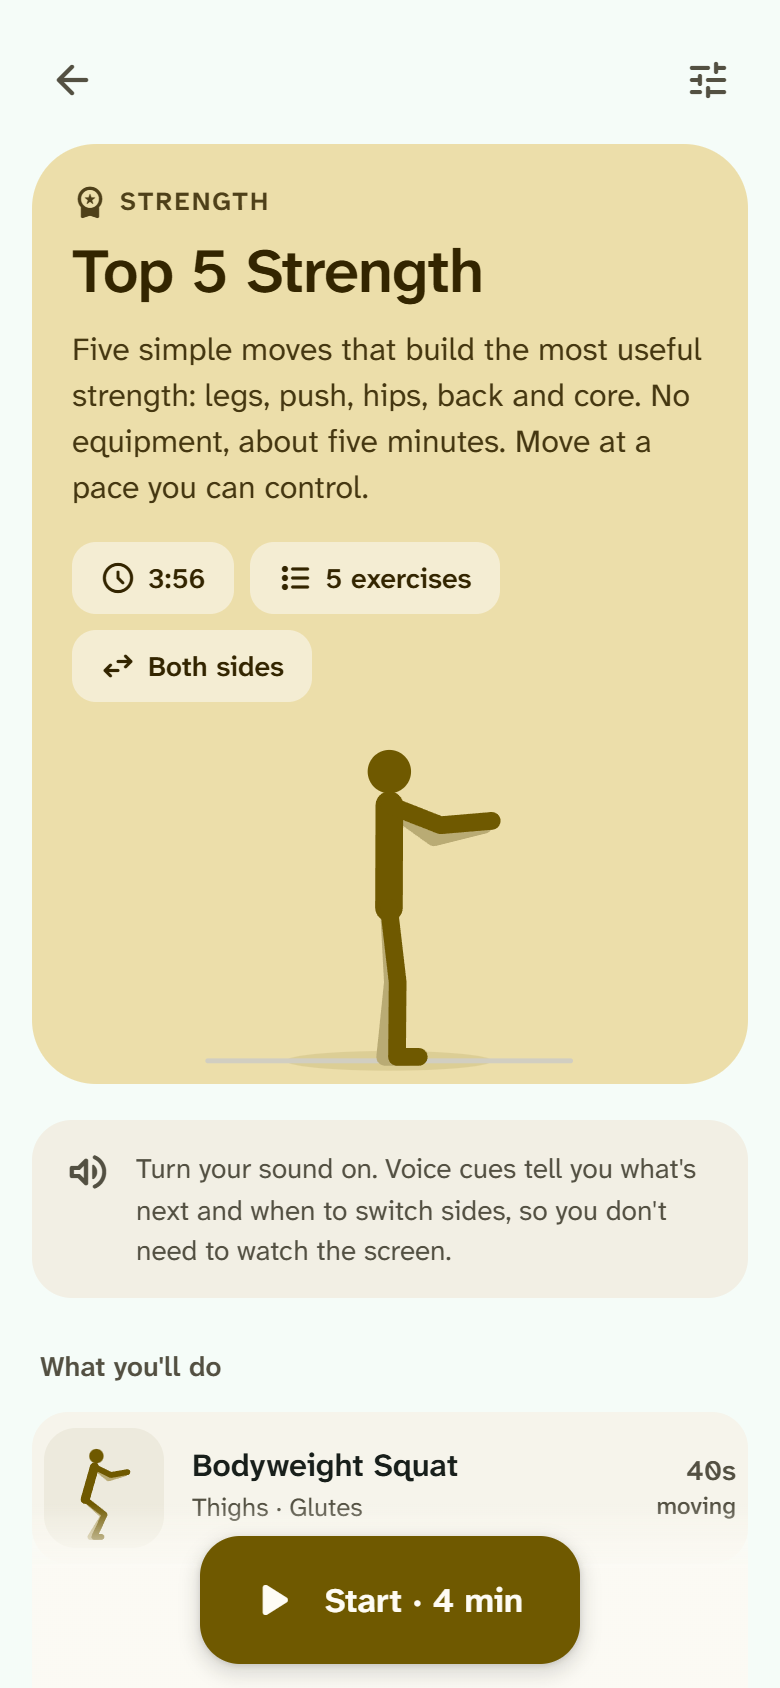 STRENGTH
Top 5 Strength
Five simple moves that build the most useful
strength: legs, push, hips, back and core. No
equipment, about five minutes. Move at a
pace you can control.
3:56
5 exercises
Both sides
Turn your sound on. Voice cues tell you what's
next and when to switch sides, so you don't
need to watch the screen.
What you'll do
Bodyweight Squat
40s
Thighs · Glutes
moving
Start · 4 min